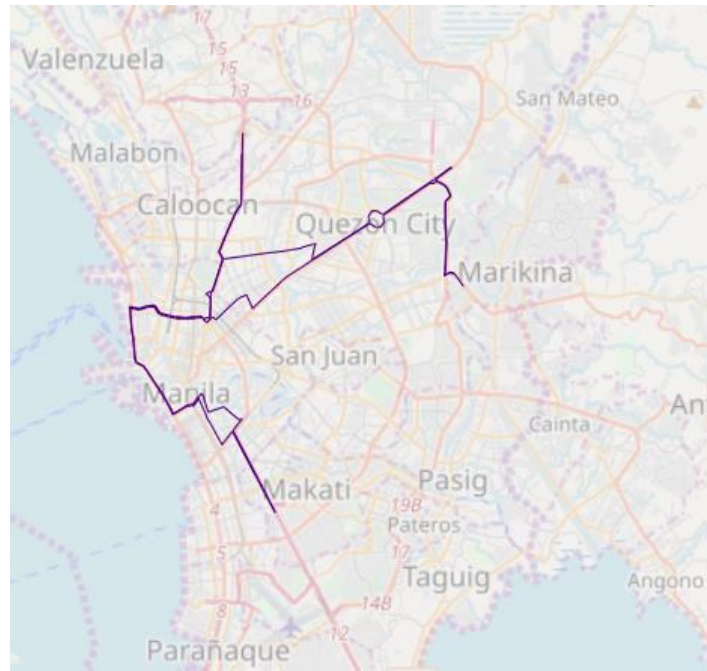 17
Valenzuela
15
15
13
16
San Mateo
Malabon
Caloocan
Quezon City
Marikina
San Juan
Manila
Ant
Cainta
Makati
Pasig
19B
4
Pateros
17
5
Taguig
Angono
14B
8
12
Parañaque